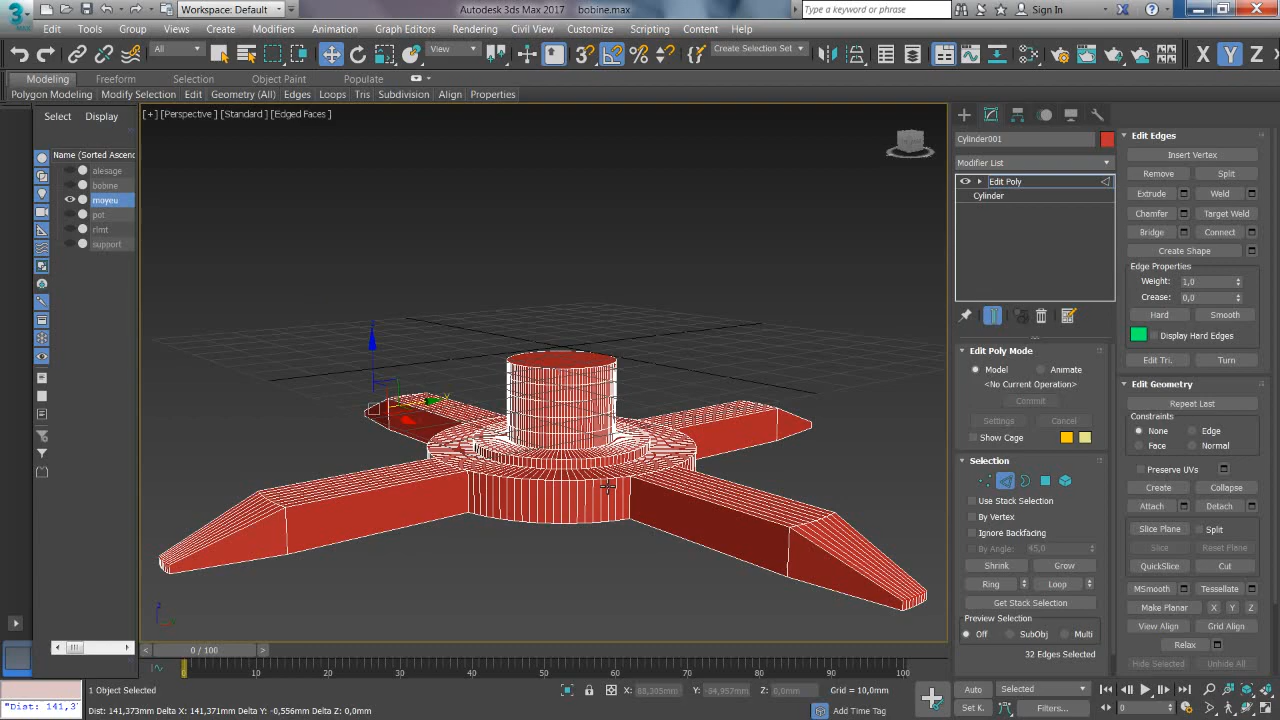 Workspace: Default
Autodesk 3ds Max 2017
bobine.max
Type a keyword or phrase
Sign In
Edit
Tools
Group
Views
Create
Modifiers
Animation
Graph Editors
Rendering
Civil View
Customize
Scripting
Content
Help
All
View
Create Selection Set
X
Y
Z
Modeling
Freeform
Selection
Object Paint
Populate
Polygon Modeling
Modify Selection
Edit
Geometry (All)
Edges
Loops
Tris
Subdivision
Align
Properties
Select
Display
Name (Sorted Ascend
alesage
bobine
moyeu
pot
rlmt
support
[+] [Perspective ] [Standard ] [Edged Faces ]
Cylinder001
Modifier List
Edit Poly
Cylinder
Edit Poly Mode
Model
Animate
<No Current Operation>
Commit
Settings
Cancel
Show Cage
Selection
Use Stack Selection
By Vertex
Ignore Backfacing
By Angle:
45,0
Shrink
Grow
Ring
Loop
Get Stack Selection
Preview Selection
Off
SubObj
Multi
32 Edges Selected
Edit Edges
Insert Vertex
Remove
Split
Extrude
Weld
Chamfer
Target Weld
Bridge
Connect
Create Shape
Edge Properties
Weight:
1,0
Crease:
0,0
Hard
Smooth
Display Hard Edges
Edit Tri.
Turn
Edit Geometry
Repeat Last
Constraints
None
Edge
Face
Normal
Preserve UVs
Create
Collapse
Attach
Detach
Slice Plane
Split
Slice
Reset Plane
QuickSlice
Cut
MSmooth
Tessellate
Make Planar
X
Y
Z
View Align
Grid Align
Relax
Hide Selected
Unhide All
0 / 100
0
10
20
30
40
50
60
70
80
90
100
1 Object Selected
X:
Y: -64,957mm
Z: 0,0mm
Grid = 10,0mm
Auto
Selected
"Dist: 141,3
Dist: 141,373mm Delta X: 141,371mm Delta Y: -0,556mm Delta Z: 0,0mm
Add Time Tag
Set K.
Filters...
0